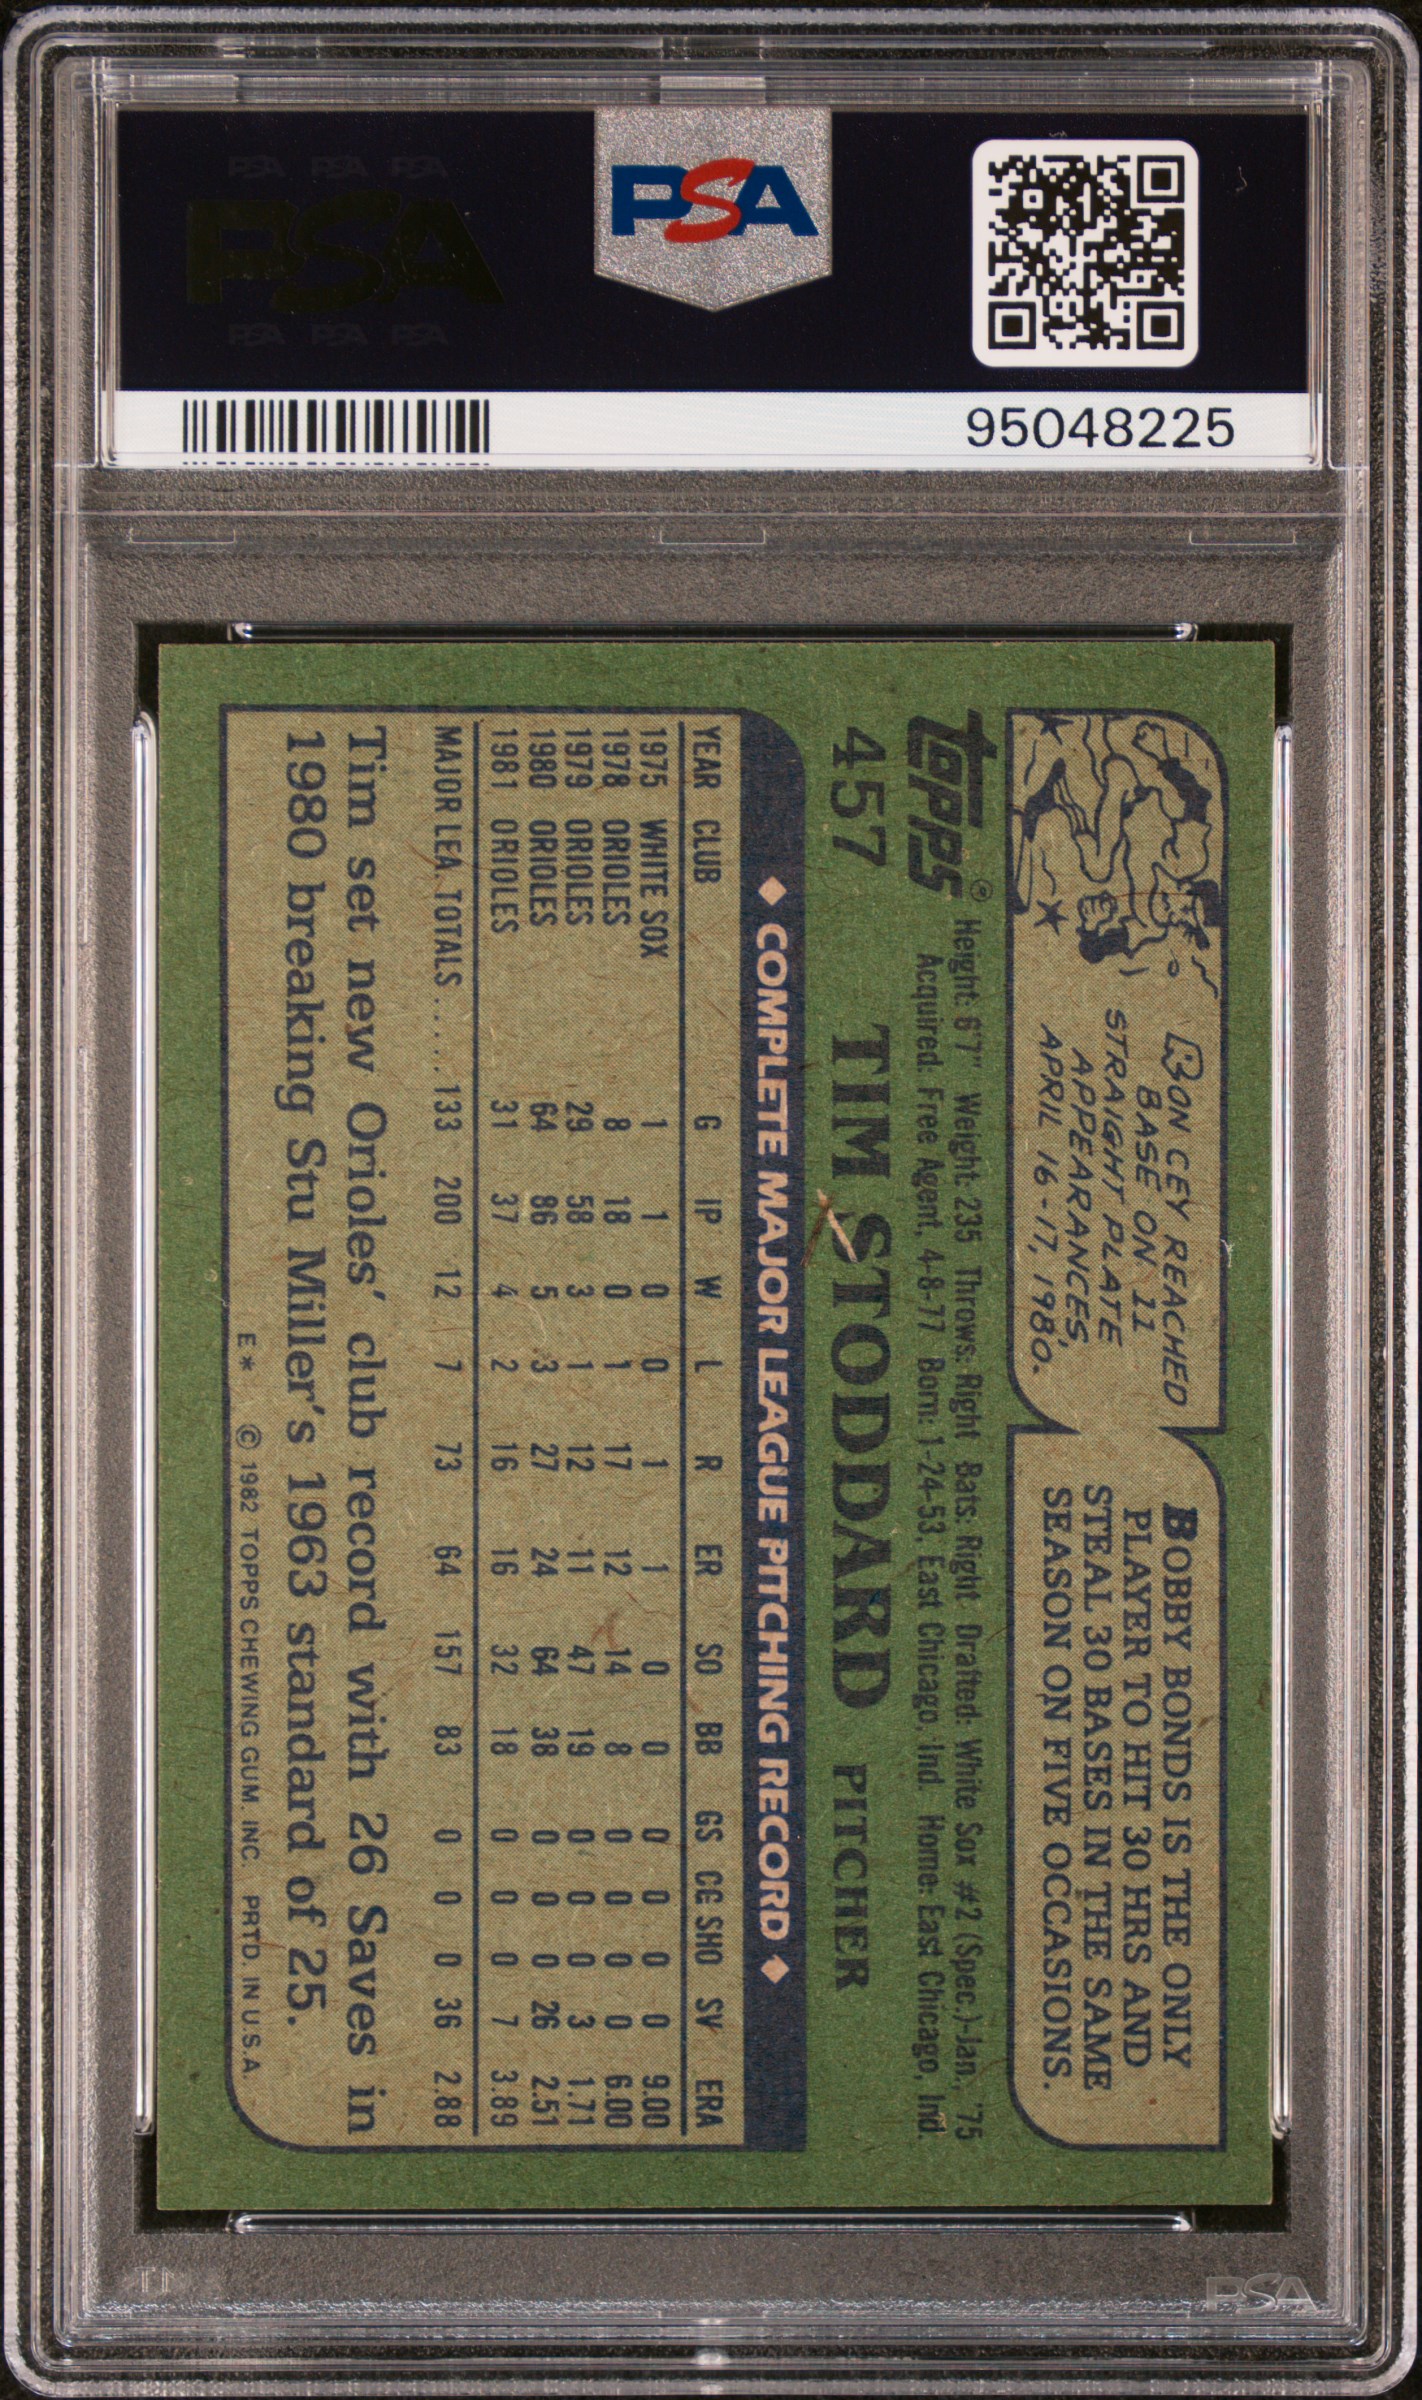 PSA PSA PSA
PSA
PSA PSA PSA
PSA
95048225
RON CEY REACHED
BASE ON 11
STRAIGHT PLATE
APPEARANCES,
APRIL 16-17, 1980.
BOBBY BONDS IS THE ONLY
PLAYER TO HIT 30 HRS AND
STEAL 30 BASES IN THE SAME
SEASON ON FIVE OCCASIONS.
topps®
Height: 6'7" Weight: 235 Throws: Right Bats: Right Drafted: White Sox #2 (Spec.)-Jan., '75
Acquired: Free Agent, 4-8-77 Born: 1-24-53, East Chicago, Ind. Home: East Chicago, Ind.
457 TIM STODDARD PITCHER
◆ COMPLETE MAJOR LEAGUE PITCHING RECORD ◆
YEAR CLUB G IP W L R ER SO BB GS CG SHO SV ERA
1975 WHITE SOX 1 1 0 0 1 1 0 0 0 0 0 0 9.00
1978 ORIOLES 8 18 0 1 17 12 14 8 0 0 0 0 6.00
1979 ORIOLES 29 58 3 1 12 11 47 19 0 0 0 3 1.71
1980 ORIOLES 64 86 5 3 27 24 64 38 0 0 0 26 2.51
1981 ORIOLES 31 37 4 2 16 16 32 18 0 0 0 7 3.89
MAJOR LEA. TOTALS ..... 133 200 12 7 73 64 157 83 0 0 0 36 2.88
Tim set new Orioles' club record with 26 Saves in
1980 breaking Stu Miller's 1963 standard of 25.
E* © 1982 TOPPS CHEWING GUM, INC. PRTD. IN U.S.A.
PSA